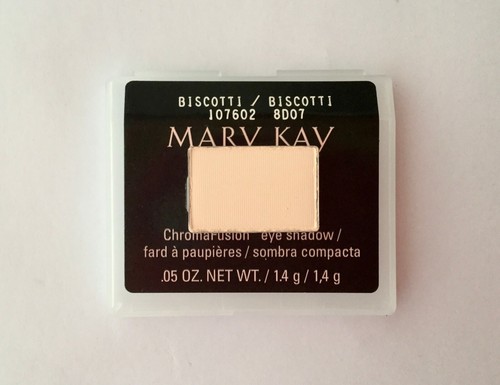 BISCOTTI / BISCOTTI
107602 8D07
MARY KAY
ChromaFusion eye shadow /
fard à paupières / sombra compacta
.05 OZ. NET WT. / 1.4 g / 1,4 g